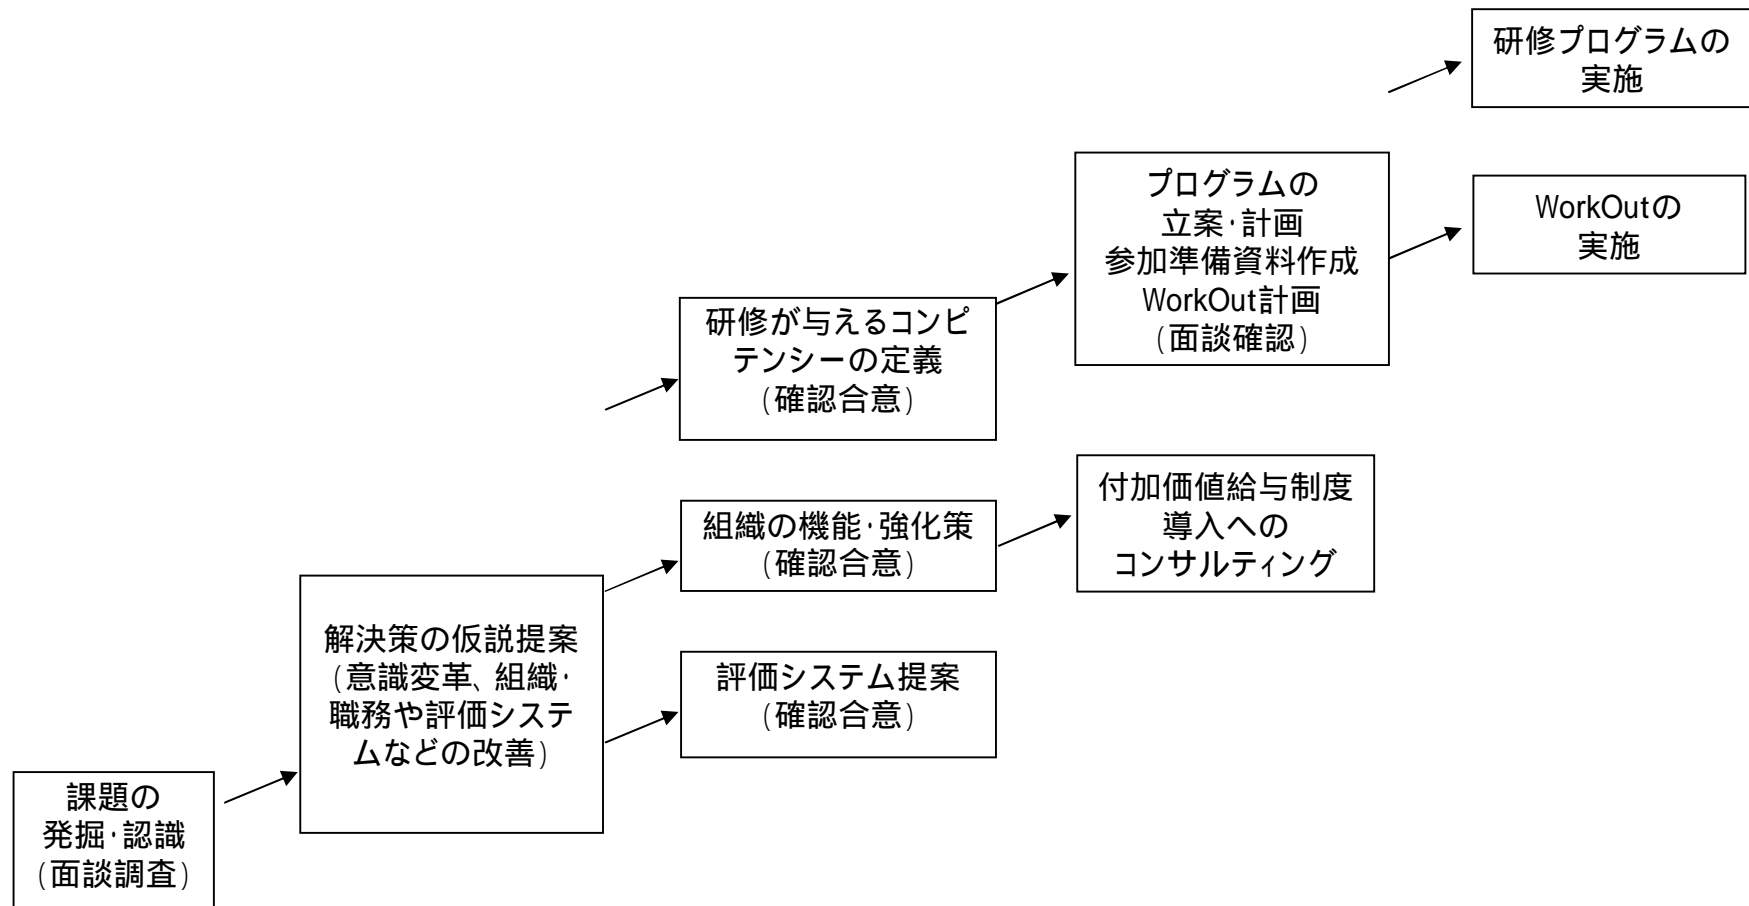 研修プログラムの
実施
プログラムの
立案・計画
参加準備資料作成
WorkOut計画
(面談確認)
WorkOutの
実施
研修が与えるコンピ
テンシーの定義
(確認合意)
付加価値給与制度
導入への
コンサルティング
組織の機能・強化策
(確認合意)
解決策の仮説提案
(意識変革、組織・
職務や評価システ
ムなどの改善)
評価システム提案
(確認合意)
課題の
発掘・認識
(面談調査)